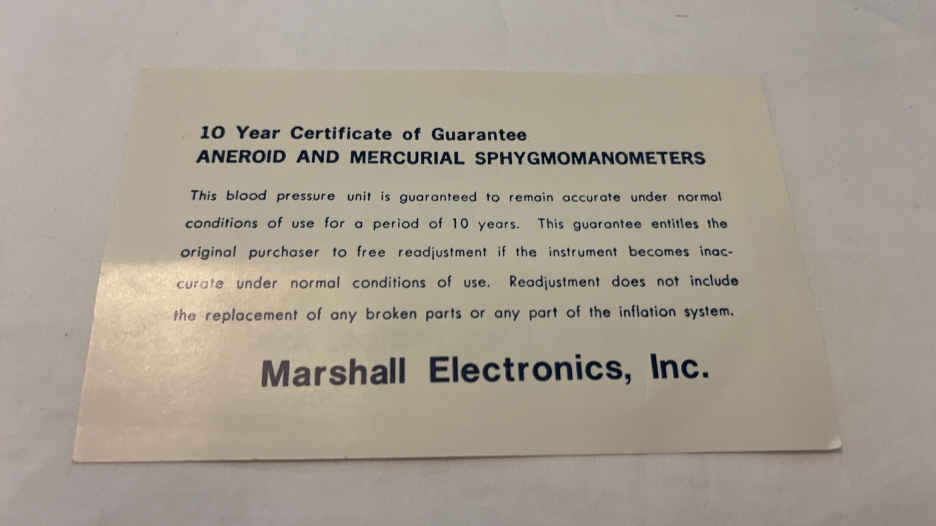 10 Year Certificate of Guarantee
ANEROID AND MERCURIAL SPHYGMOMANOMETERS
This blood pressure unit is guaranteed to remain accurate under normal
conditions of use for a period of 10 years. This guarantee entitles the
original purchaser to free readjustment if the instrument becomes inac-
curate under normal conditions of use. Readjustment does not include
the replacement of any broken parts or any part of the inflation system.
Marshall Electronics, Inc.